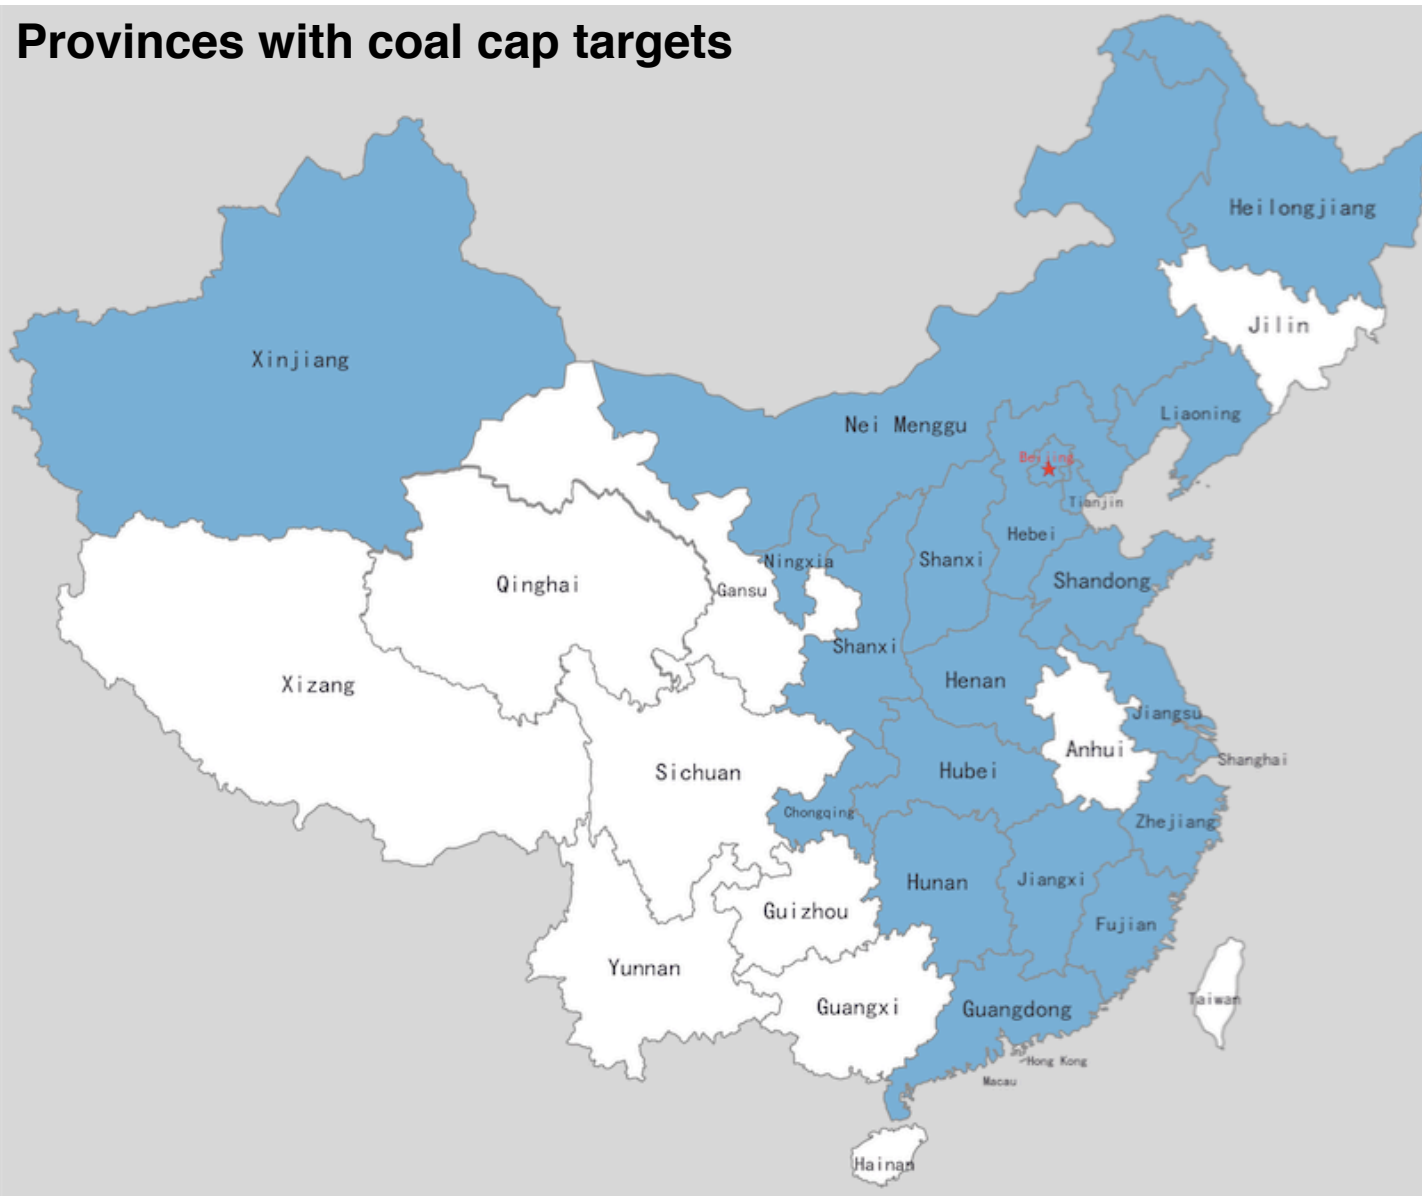 Provinces with coal cap targets
Heilongjiang
Jilin
Xinjiang
Liaoning
Nei Menggu
Beijing
Tianjin
Hebei
Shanxi
Ningxia
Shandong
Qinghai
Gansu
Shanxi
Henan
Xizang
Jiangsu
Anhui
Shanghai
Hubei
Sichuan
Chongqing
Zhejiang
Hunan
Jiangxi
Guizhou
Fujian
Yunnan
Taiwan
Guangxi
Guangdong
Hong Kong
Macau
Hainan